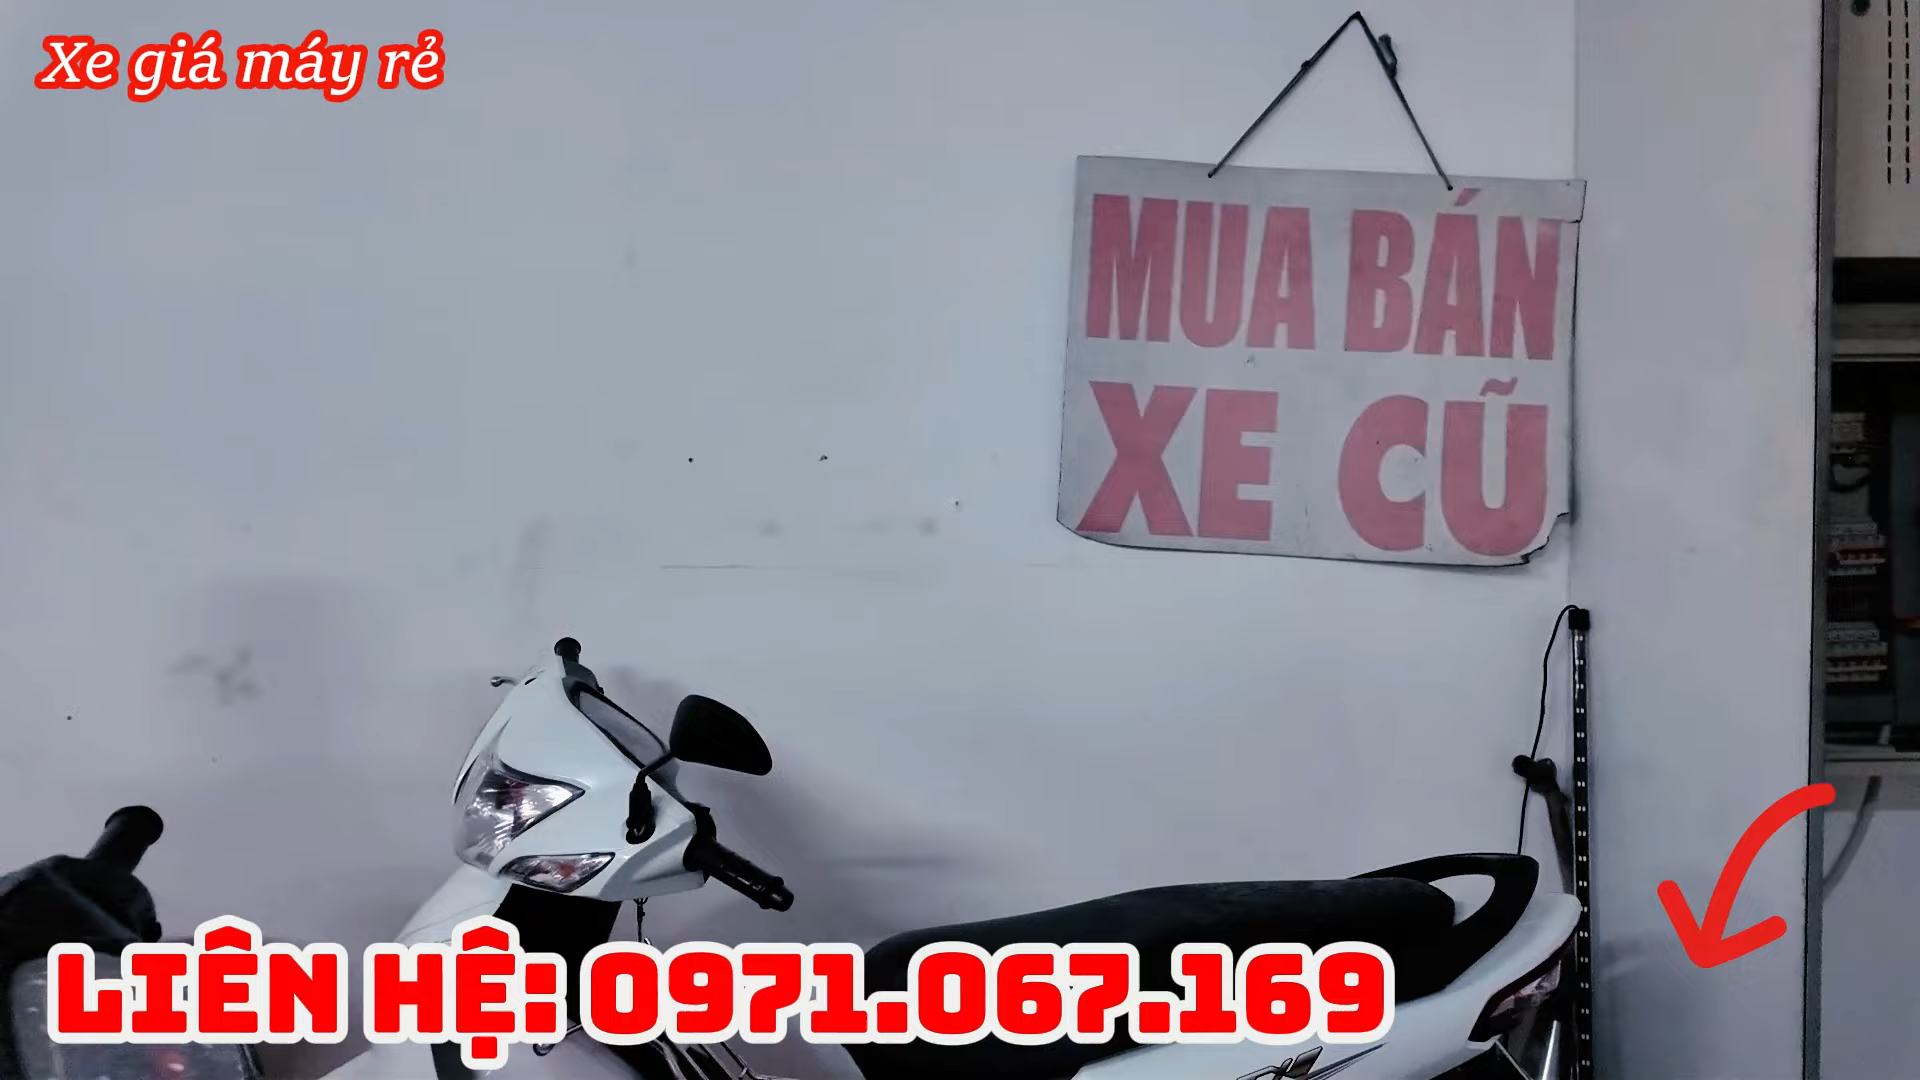 Xe giá máy rẻ
MUA BÁN
XE CŨ
LIÊN HỆ: 0971.067.169